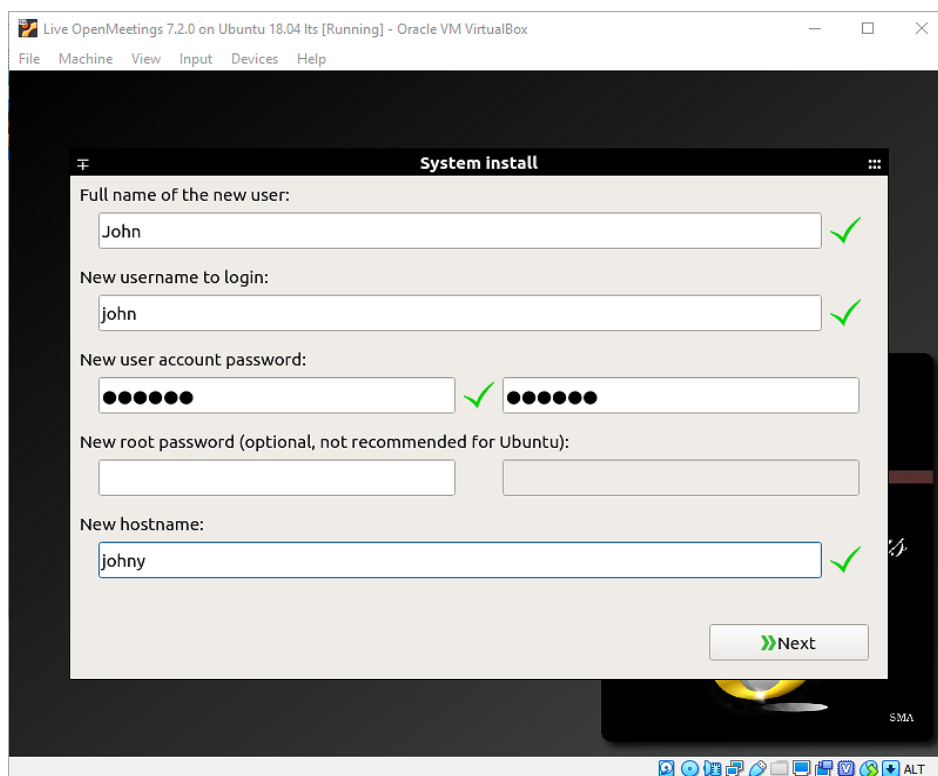 Live OpenMeetings 7.2.0 on Ubuntu 18.04 lts [Running] - Oracle VM VirtualBox
File Machine View Input Devices Help
System install
Full name of the new user:
John
New username to login:
john
New user account password:
●●●●●● ●●●●●●
New root password (optional, not recommended for Ubuntu):
New hostname:
johny
Next
SMA
ALT